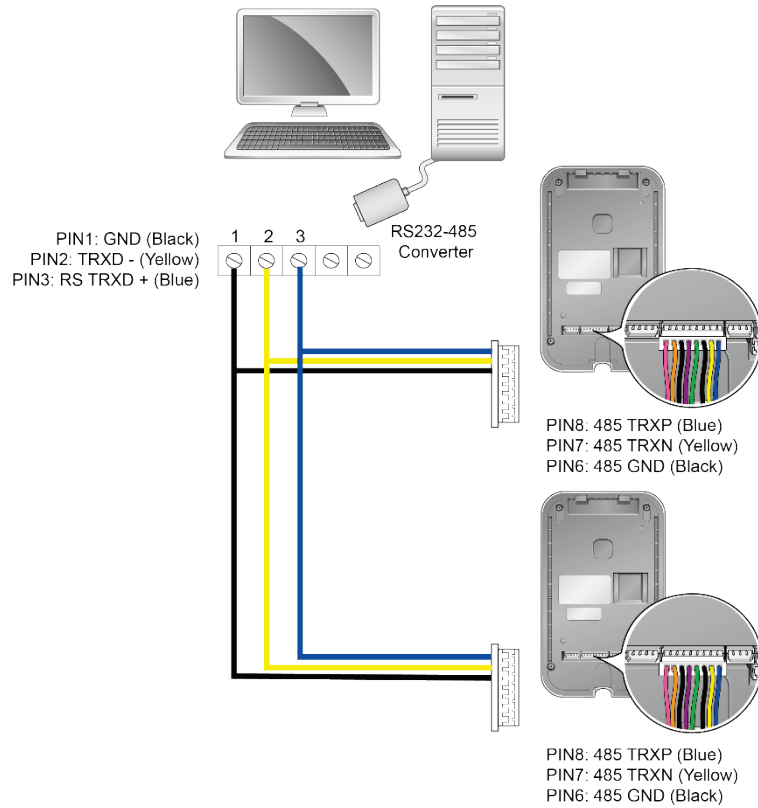 RS232-485
Converter
PIN1: GND (Black)
PIN2: TRXD - (Yellow)
PIN3: RS TRXD + (Blue)
1 2 3
PIN8: 485 TRXP (Blue)
PIN7: 485 TRXN (Yellow)
PIN6: 485 GND (Black)
PIN8: 485 TRXP (Blue)
PIN7: 485 TRXN (Yellow)
PIN6: 485 GND (Black)